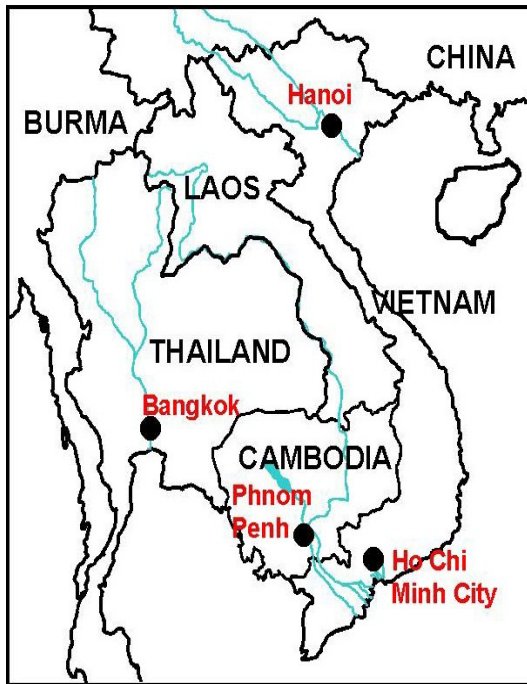 CHINA
Hanoi
BURMA
LAOS
VIETNAM
THAILAND
Bangkok
CAMBODIA
Phnom
Penh
Ho Chi
Minh City